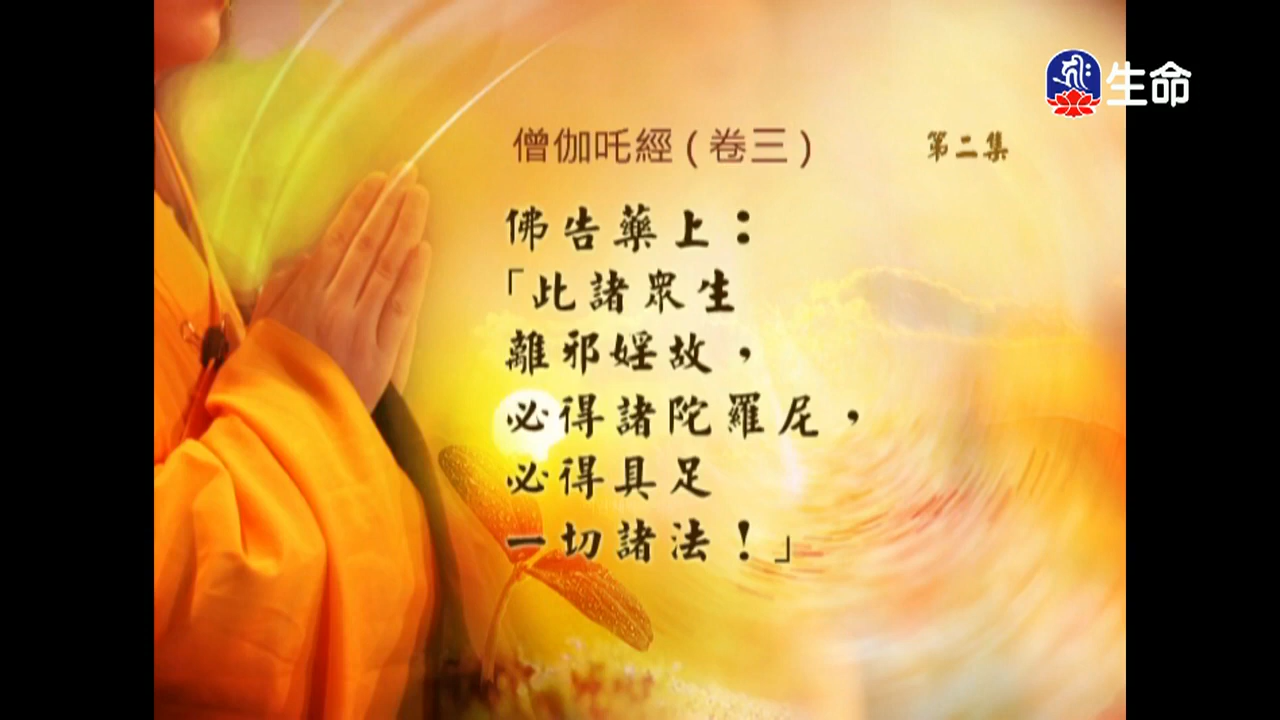 生命
僧伽吒經(卷三) 第二集
佛告藥上：
「此諸眾生
離邪婬故，
必得諸陀羅尼，
必得具足
一切諸法！」